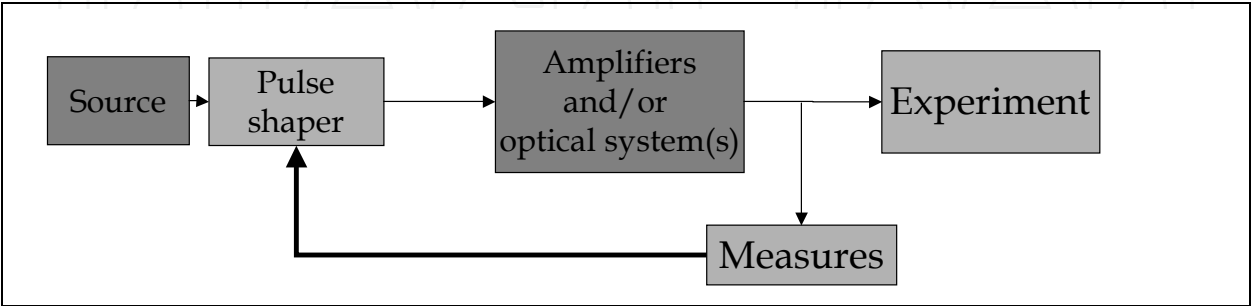 Source
Pulse
shaper
Amplifiers
and/or
optical system(s)
Experiment
Measures